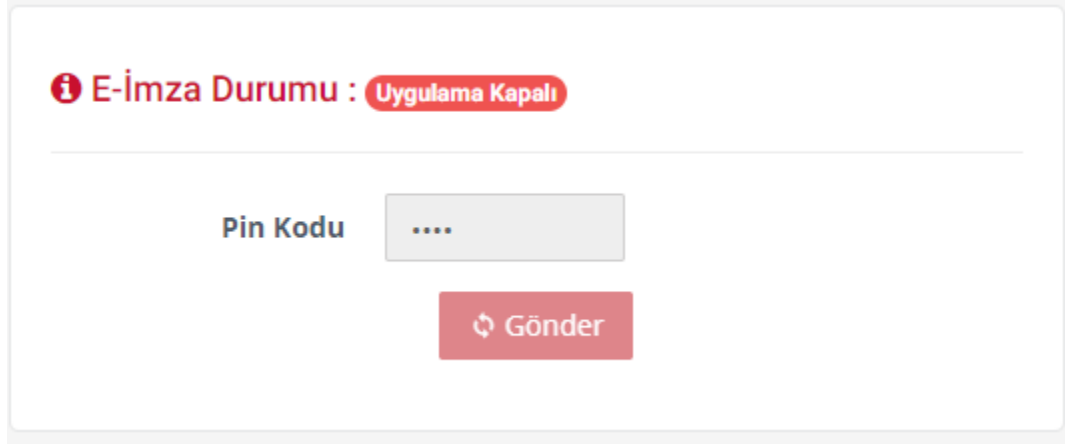 E-İmza Durumu : Uygulama Kapalı
Pin Kodu ....
Gönder